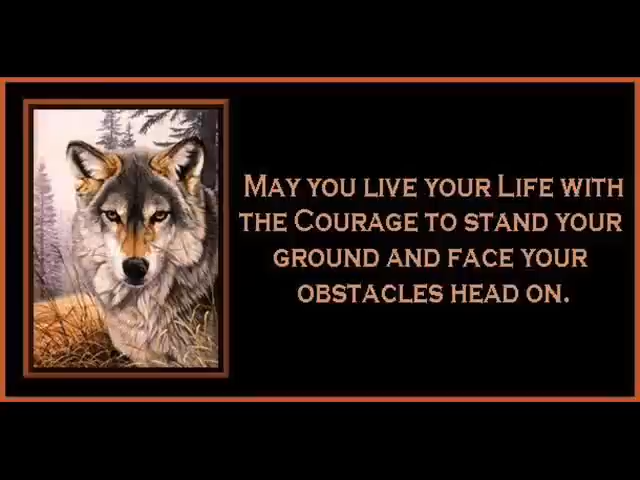 May you live your Life with
the Courage to stand your
ground and face your
obstacles head on.